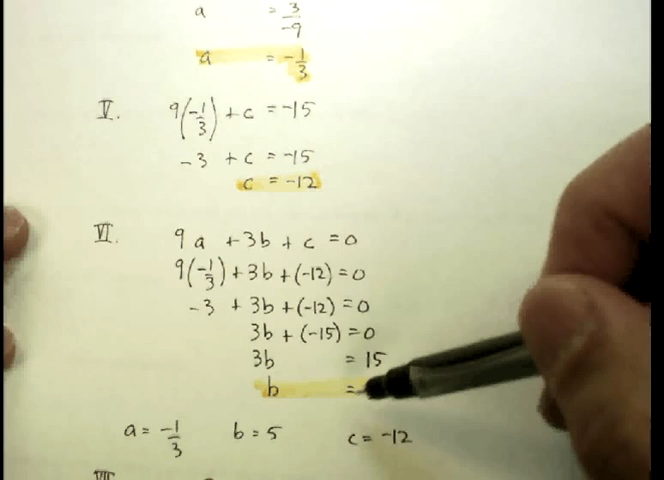 a = 3/-9
a = -1/3
V. 9(-1/3) + c = -15
-3 + c = -15
c = -12
VI. 9a + 3b + c = 0
9(-1/3) + 3b + (-12) = 0
-3 + 3b + (-12) = 0
3b + (-15) = 0
3b = 15
b =
a = -1/3 b = 5 c = -12